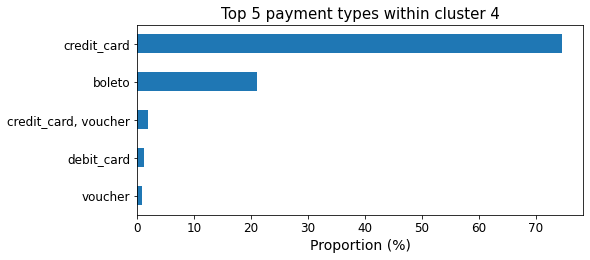 Top 5 payment types within cluster 4
credit_card
boleto
credit_card, voucher
debit_card
voucher
0 10 20 30 40 50 60 70
Proportion (%)